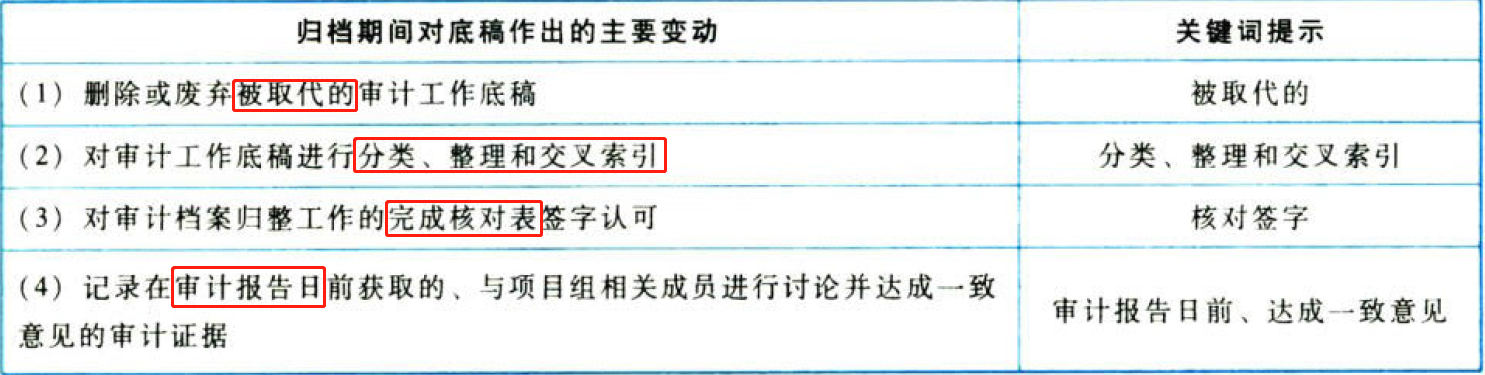 归档期间对底稿作出的主要变动
关键词提示
(1) 删除或废弃被取代的审计工作底稿
被取代的
(2) 对审计工作底稿进行分类、整理和交叉索引
分类、整理和交叉索引
(3) 对审计档案归整工作的完成核对表签字认可
核对签字
(4) 记录在审计报告日前获取的、与项目组相关成员进行讨论并达成一致
意见的审计证据
审计报告日前、达成一致意见